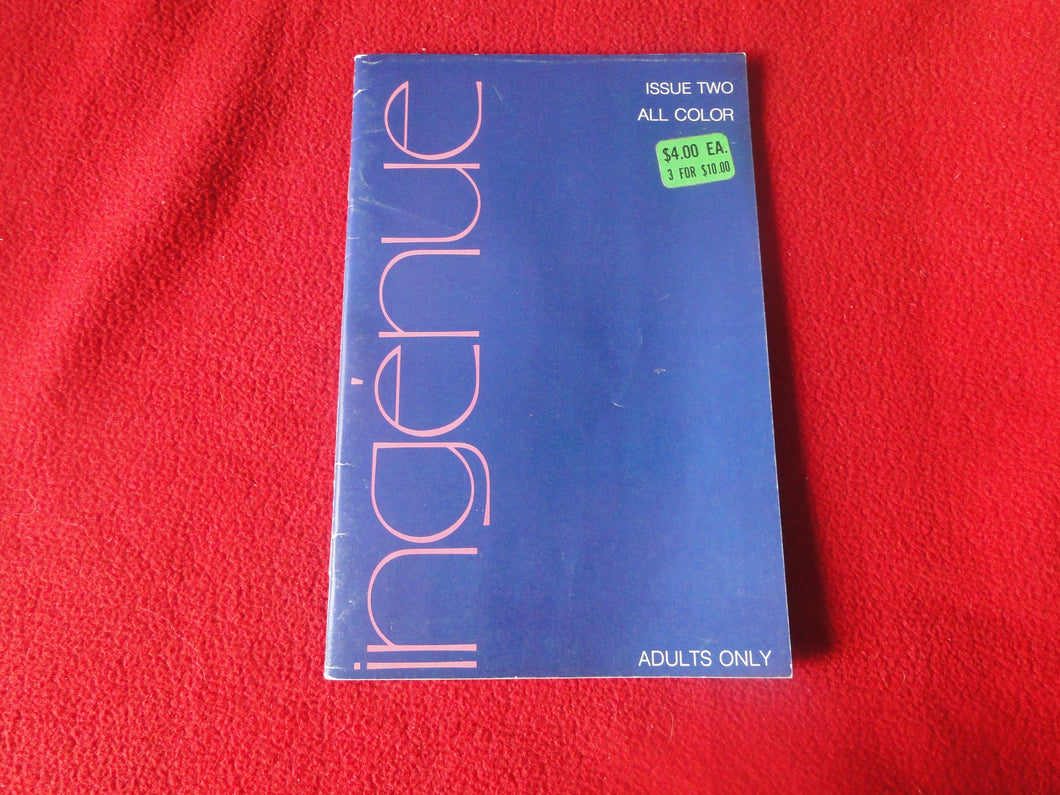 ingénue
ISSUE TWO
ALL COLOR
$4.00 EA.
3 FOR $10.00
ADULTS ONLY